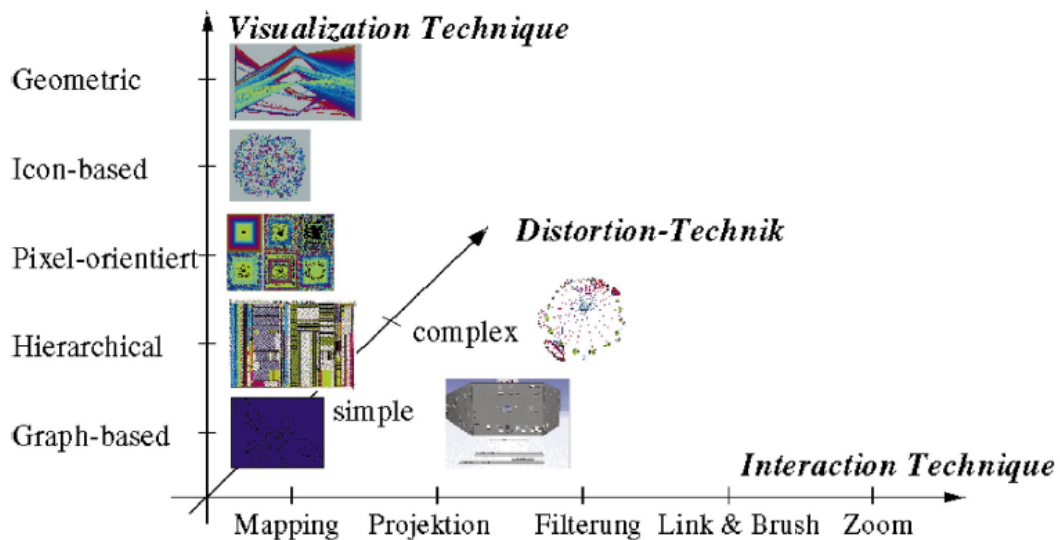 Visualization Technique
Geometric
Icon-based
Pixel-orientiert
Distortion-Technik
complex
Hierarchical
simple
Graph-based
Interaction Technique
Mapping
Projektion
Filterung
Link & Brush
Zoom